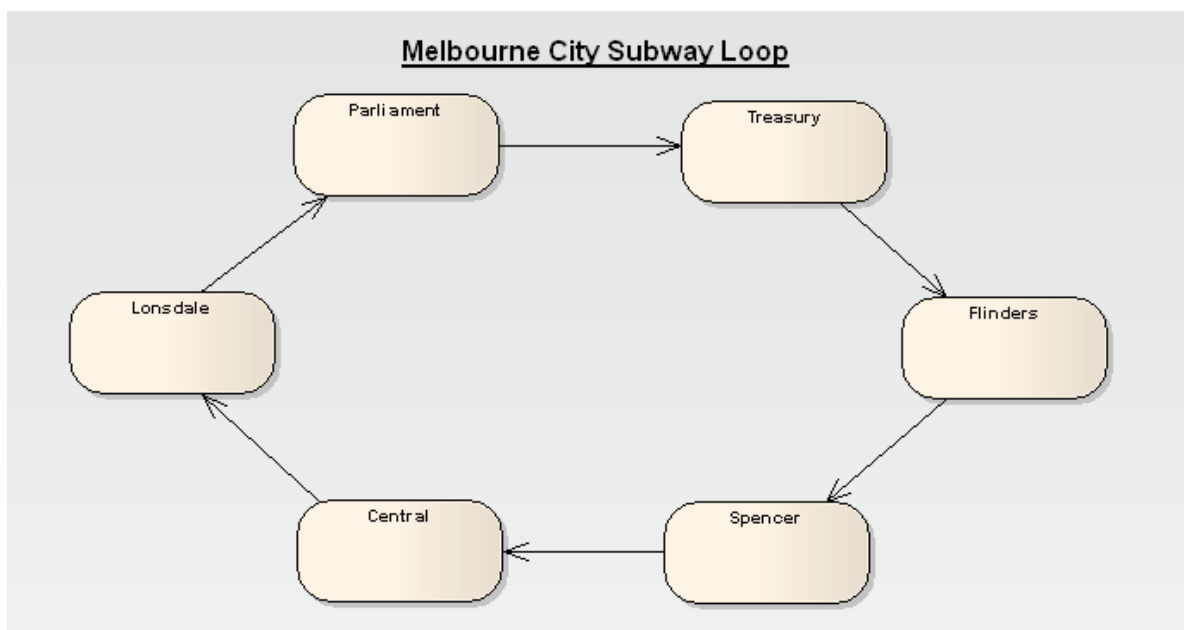 Melbourne City Subway Loop
Parliament
Treasury
Lonsdale
Flinders
Central
Spencer